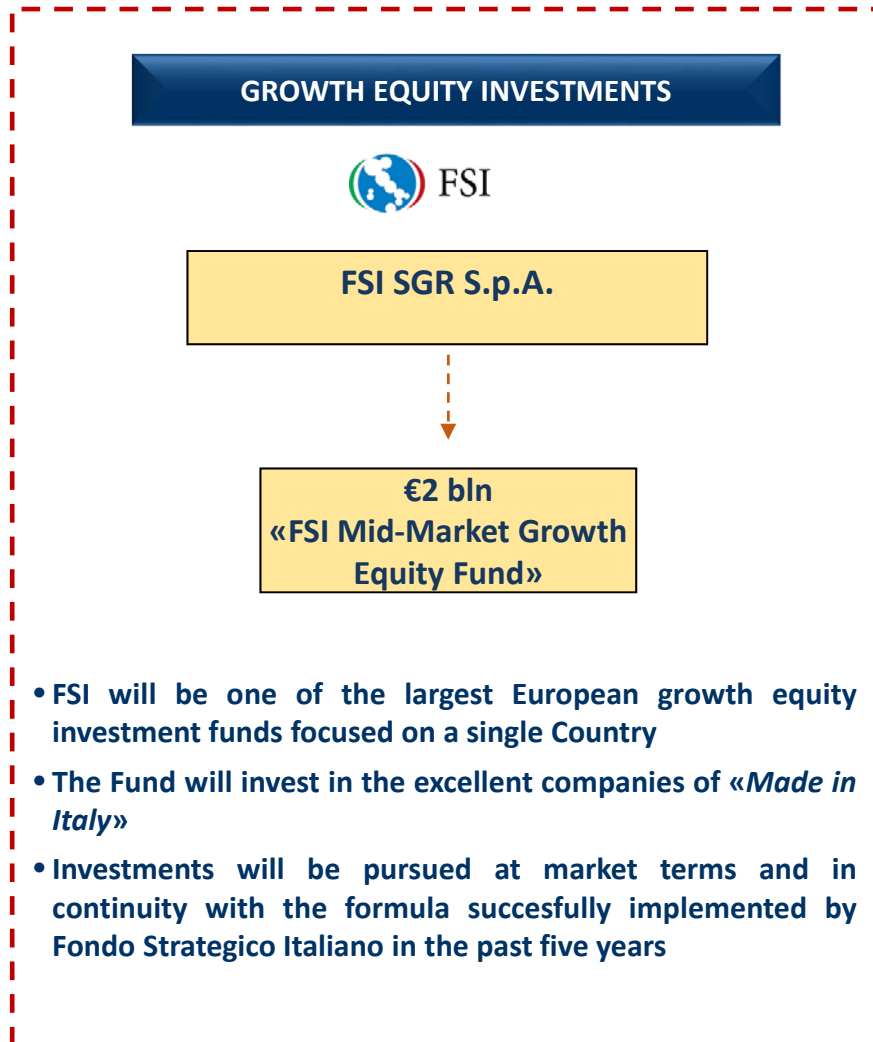 GROWTH EQUITY INVESTMENTS
FSI
FSI SGR S.p.A.
€2 bln
«FSI Mid-Market Growth
Equity Fund»
• FSI will be one of the largest European growth equity
investment funds focused on a single Country
• The Fund will invest in the excellent companies of «Made in
Italy»
• Investments will be pursued at market terms and in
continuity with the formula succesfully implemented by
Fondo Strategico Italiano in the past five years